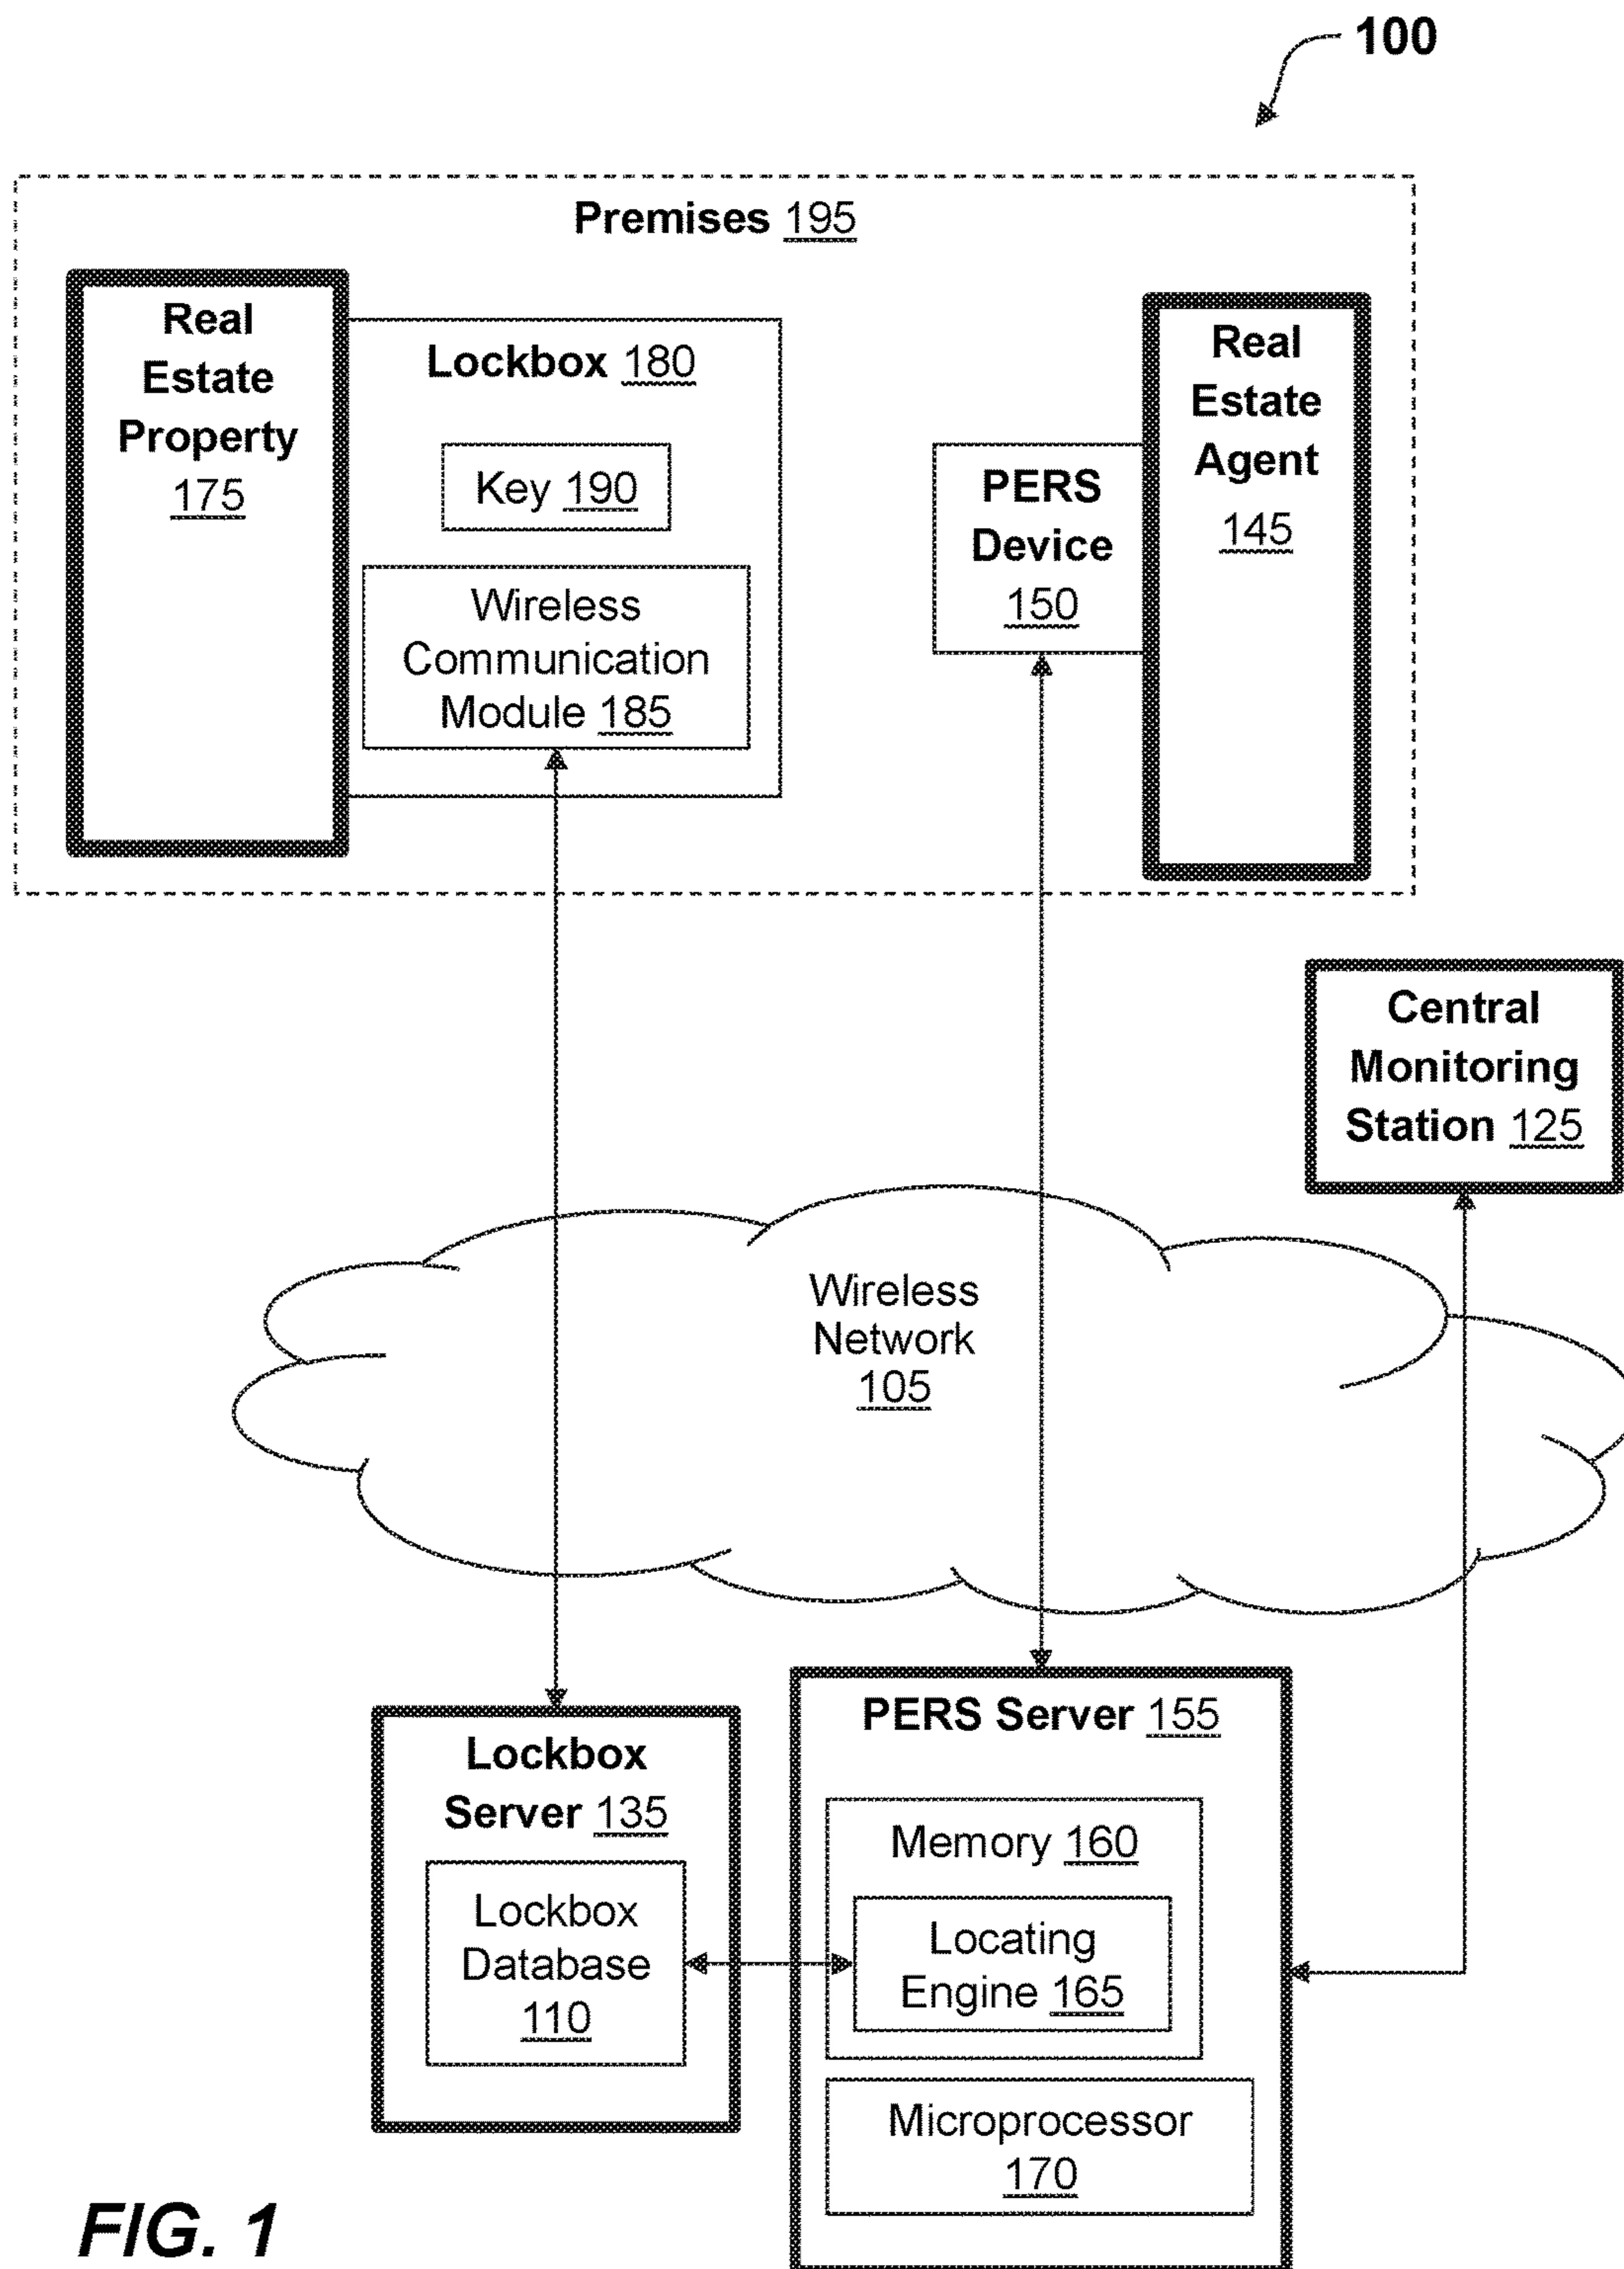 100
Premises 195
Real
Estate
Property
175
Lockbox 180
Key 190
Wireless
Communication
Module 185
PERS
Device
150
Real
Estate
Agent
145
Central
Monitoring
Station 125
Wireless
Network
105
Lockbox
Server 135
Lockbox
Database
110
PERS Server 155
Memory 160
Locating
Engine 165
Microprocessor
170
FIG. 1